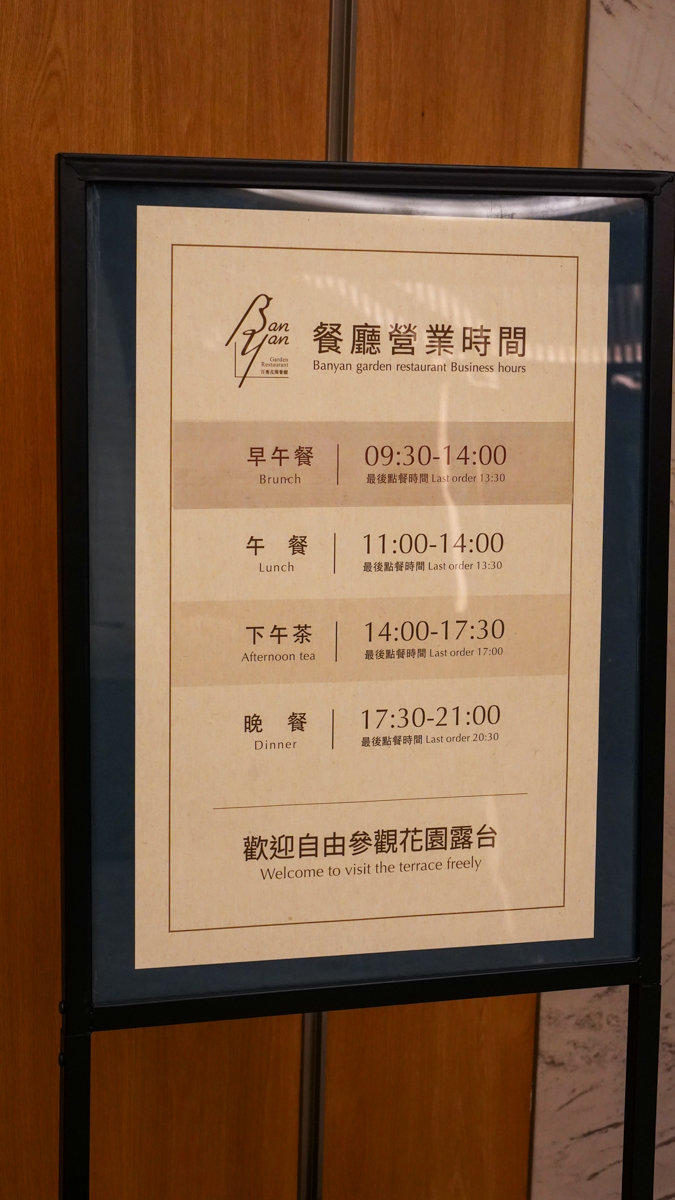 Ban
Yan
Garden
Restaurant
餐廳營業時間
Banyan garden restaurant Business hours
早午餐
Brunch
09:30-14:00
最後點餐時間 Last order 13:30
午 餐
Lunch
11:00-14:00
最後點餐時間 Last order 13:30
下午茶
Afternoon tea
14:00-17:30
最後點餐時間 Last order 17:00
晚 餐
Dinner
17:30-21:00
最後點餐時間 Last order 20:30
歡迎自由參觀花園露台
Welcome to visit the terrace freely